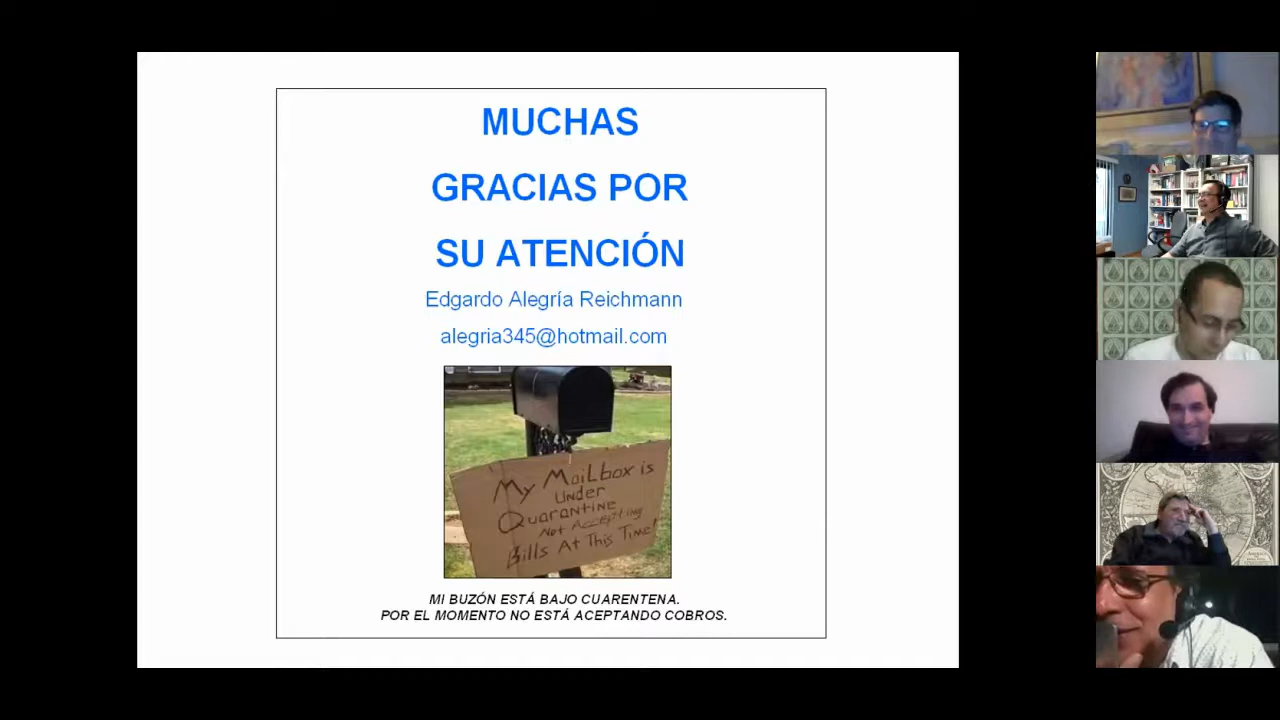 MUCHAS
GRACIAS POR
SU ATENCIÓN
Edgardo Alegría Reichmann
alegria345@hotmail.com
My MaiLbox is
Under
Quarantine
Not Accepting
Bills At This Time!
MI BUZÓN ESTÁ BAJO CUARENTENA.
POR EL MOMENTO NO ESTÁ ACEPTANDO COBROS.